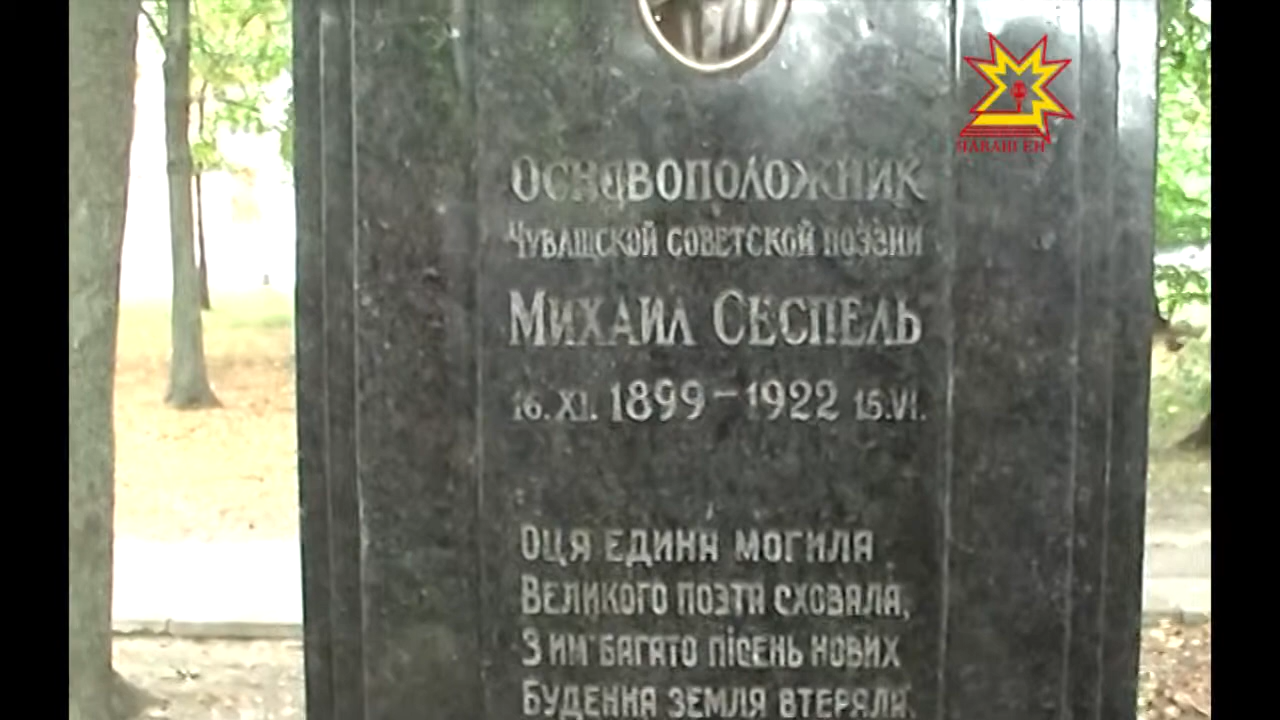 Основоположник
Чувашской советской поэзии
Михаил Сеспель
16.XI. 1899 – 1922 15.VI.
Оця едина могила
Великого поэта сховала,
З им багато пісень нових
Буденна земля втеряла.